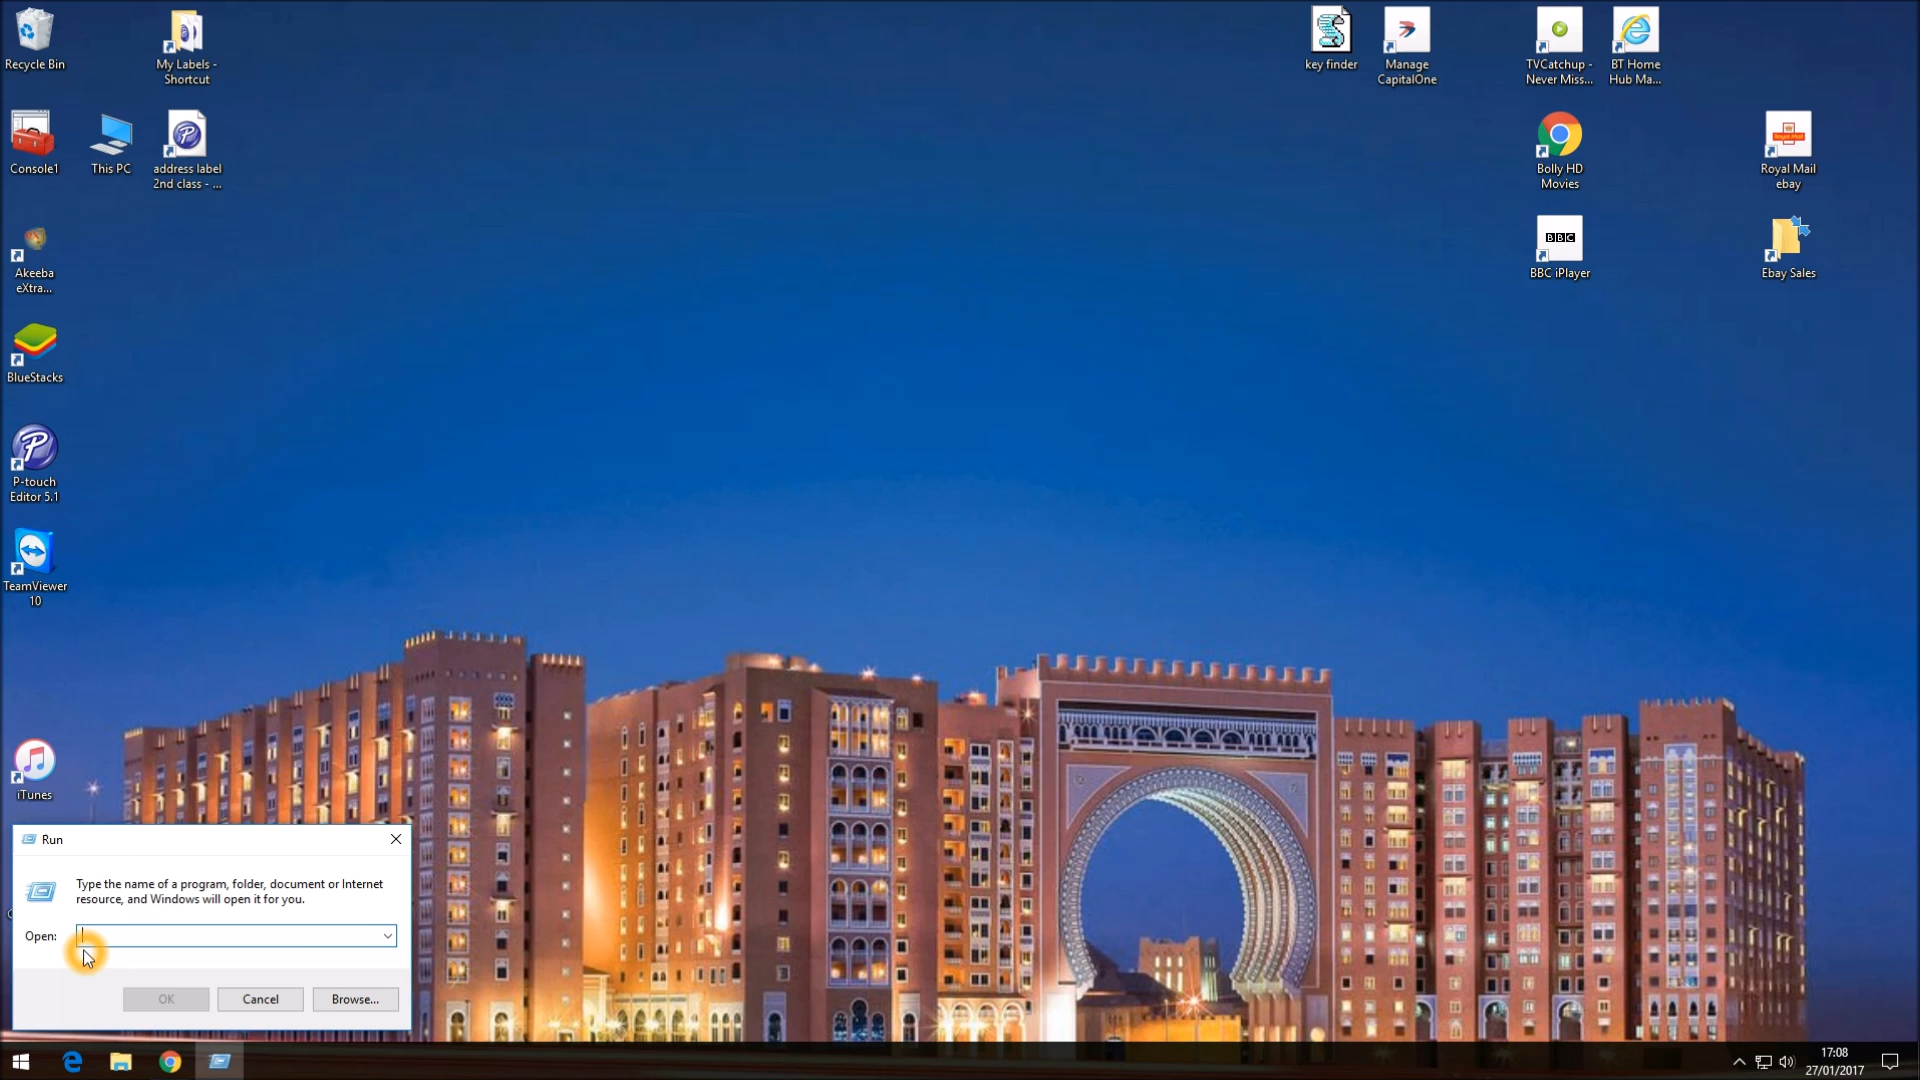 Recycle Bin
My Labels -
Shortcut
key finder
Manage
CapitalOne
TVCatchup -
Never Miss...
BT Home
Hub Ma...
Console1
This PC
address label
2nd class - ...
Bolly HD
Movies
Royal Mail
ebay
Akeeba
eXtra...
BBC
BBC iPlayer
Ebay Sales
BlueStacks
P-touch
Editor 5.1
TeamViewer
10
iTunes
Run
Type the name of a program, folder, document or Internet
resource, and Windows will open it for you.
Open:
OK
Cancel
Browse...
17:08
27/01/2017